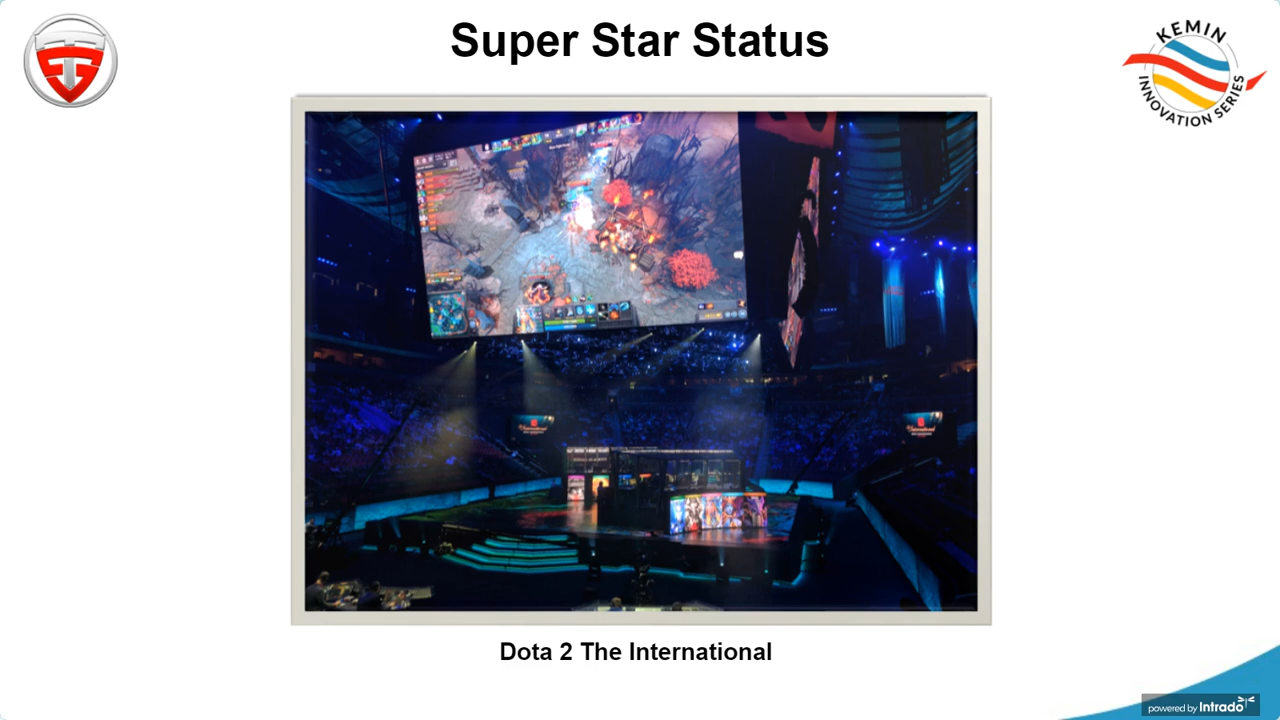 Super Star Status
KEMIN
INNOVATION SERIES
Dota 2 The International
powered by Intrado